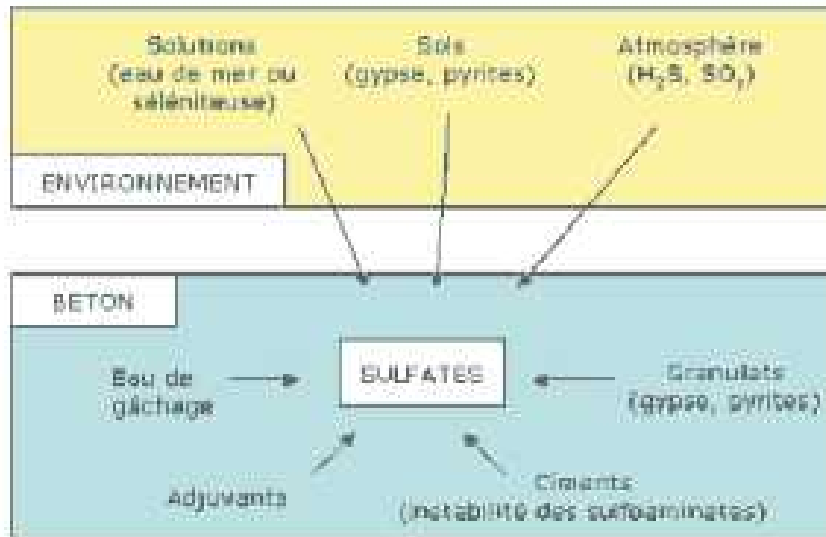 Solutions
(eau de mer ou
séléniteuse)
Sols
(gypse, pyrites)
Atmosphère
(H₂S, SO₂)
ENVIRONNEMENT
BETON
SULFATES
Eau de
gâchage
Granulats
(gypse, pyrites)
Adjuvants
Ciments
(instabilité des sulfoaminates)